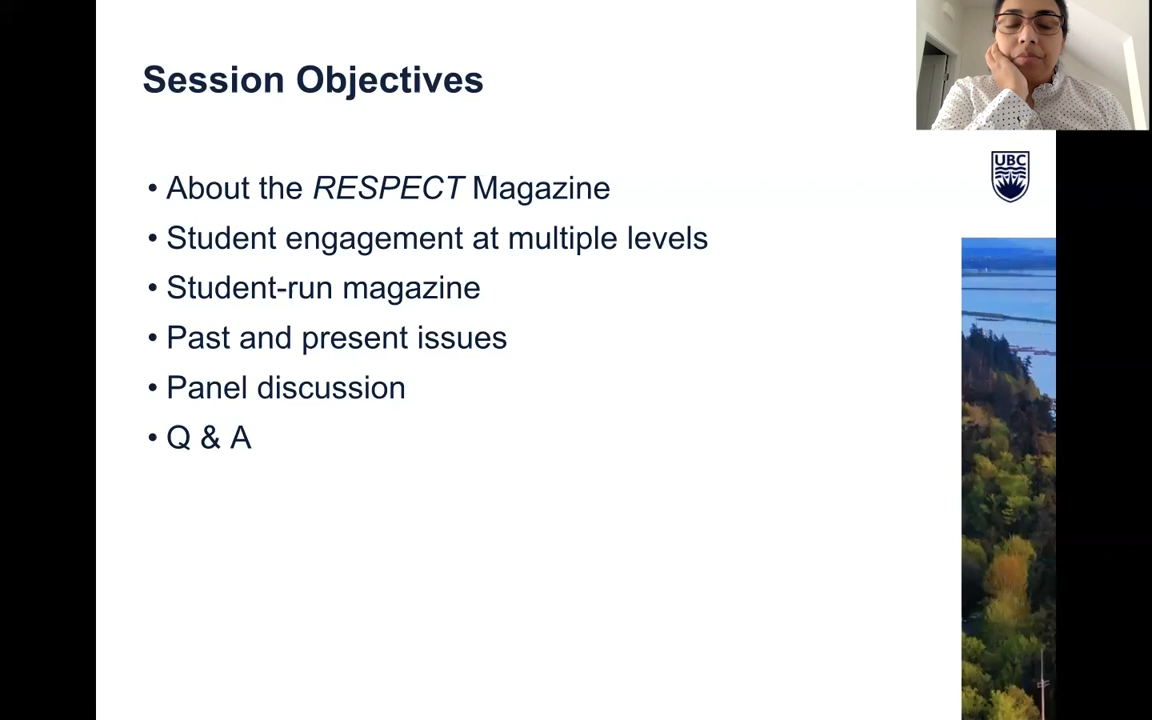 Session Objectives
• About the RESPECT Magazine
• Student engagement at multiple levels
• Student-run magazine
• Past and present issues
• Panel discussion
• Q & A
UBC